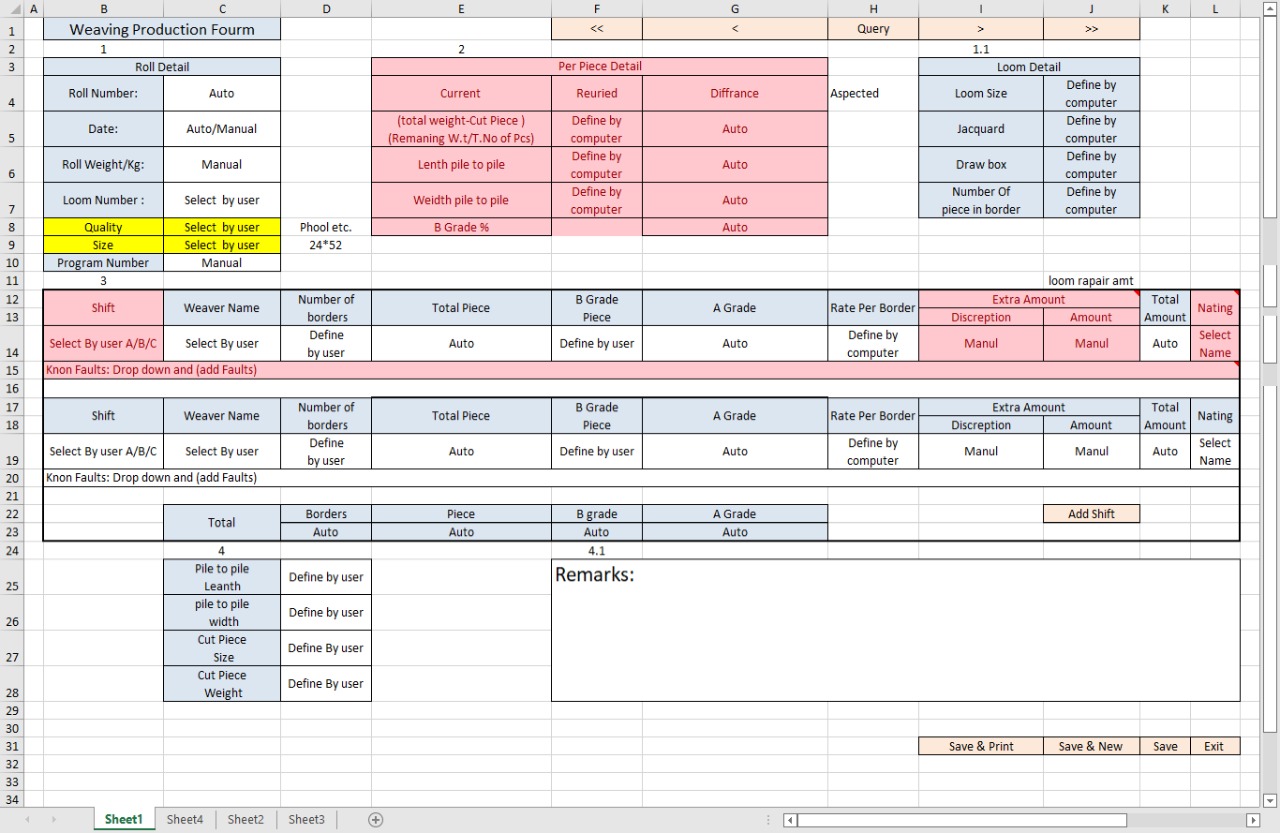 A B C D E F G H I J K L
1 Weaving Production Fourm << < Query > >>
2 1 2 1.1
3 Roll Detail Per Piece Detail Loom Detail
4 Roll Number: Auto Current Reuried Diffrance Aspected Loom Size Define by
computer
5 Date: Auto/Manual (total weight-Cut Piece )
(Remaning W.t/T.No of Pcs) Define by
computer Auto Jacquard Define by
computer
6 Roll Weight/Kg: Manual Lenth pile to pile Define by
computer Auto Draw box Define by
computer
7 Loom Number : Select by user Weidth pile to pile Define by
computer Auto Number Of
piece in border Define by
computer
8 Quality Select by user Phool etc. B Grade % Auto
9 Size Select by user 24*52
10 Program Number Manual
11 3 loom rapair amt
12 Shift Weaver Name Number of
borders Total Piece B Grade
Piece A Grade Rate Per Border Extra Amount Total
Amount Nating
13 Discreption Amount
14 Select By user A/B/C Select By user Define
by user Auto Define by user Auto Define by
computer Manul Manul Auto Select
Name
15 Knon Faults: Drop down and (add Faults)
16
17 Shift Weaver Name Number of
borders Total Piece B Grade
Piece A Grade Rate Per Border Extra Amount Total
Amount Nating
18 Discreption Amount
19 Select By user A/B/C Select By user Define
by user Auto Define by user Auto Define by
computer Manul Manul Auto Select
Name
20 Knon Faults: Drop down and (add Faults)
21
22 Total Borders Piece B grade A Grade Add Shift
23 Auto Auto Auto Auto
24 4 4.1
25 Pile to pile
Leanth Define by user Remarks:
26 pile to pile
width Define by user
27 Cut Piece
Size Define By user
28 Cut Piece
Weight Define By user
29
30
31 Save & Print Save & New Save Exit
32
33
34
Sheet1 Sheet4 Sheet2 Sheet3